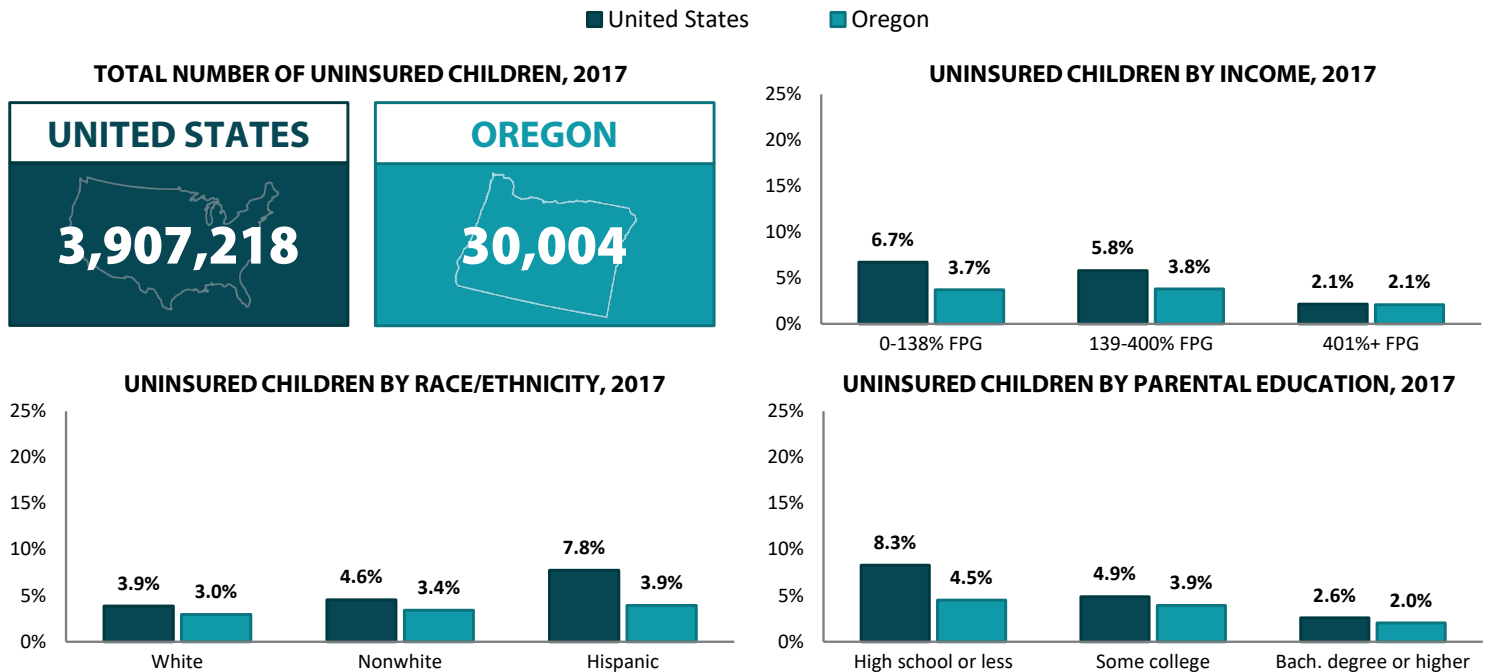 United States
Oregon
TOTAL NUMBER OF UNINSURED CHILDREN, 2017
UNITED STATES
3,907,218
OREGON
30,004
UNINSURED CHILDREN BY INCOME, 2017
25%
20%
15%
10%
5%
0%
6.7%
3.7%
5.8%
3.8%
2.1%
2.1%
0-138% FPG
139-400% FPG
401%+ FPG
UNINSURED CHILDREN BY RACE/ETHNICITY, 2017
25%
20%
15%
10%
5%
0%
3.9%
3.0%
4.6%
3.4%
7.8%
3.9%
White
Nonwhite
Hispanic
UNINSURED CHILDREN BY PARENTAL EDUCATION, 2017
25%
20%
15%
10%
5%
0%
8.3%
4.5%
4.9%
3.9%
2.6%
2.0%
High school or less
Some college
Bach. degree or higher